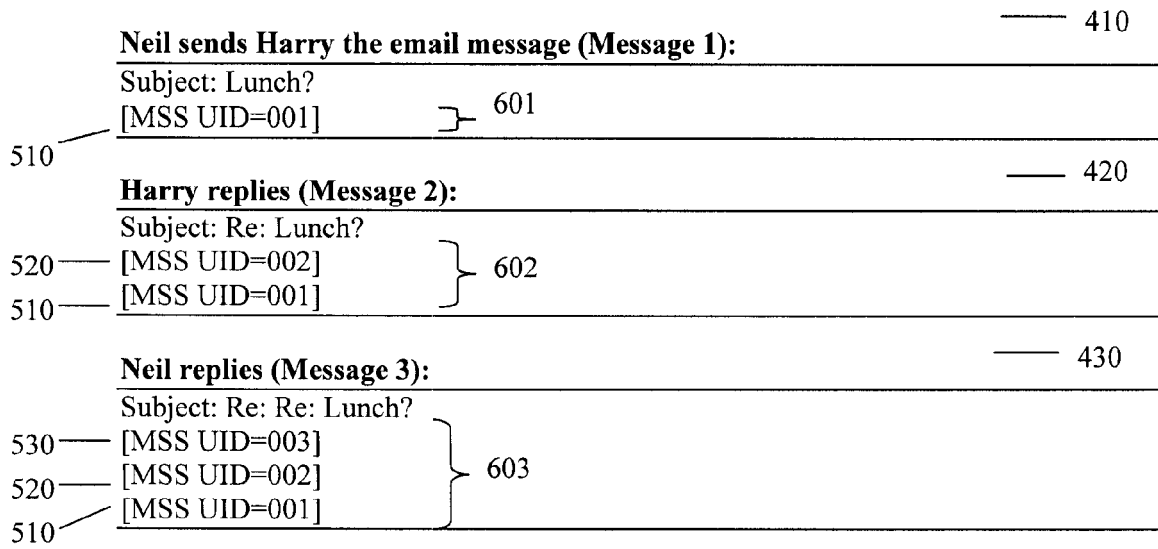 410
Neil sends Harry the email message (Message 1):
Subject: Lunch?
[MSS UID=001] 601
510
420
Harry replies (Message 2):
Subject: Re: Lunch?
520 [MSS UID=002] 602
510 [MSS UID=001]
430
Neil replies (Message 3):
Subject: Re: Re: Lunch?
530 [MSS UID=003]
520 [MSS UID=002] 603
510 [MSS UID=001]